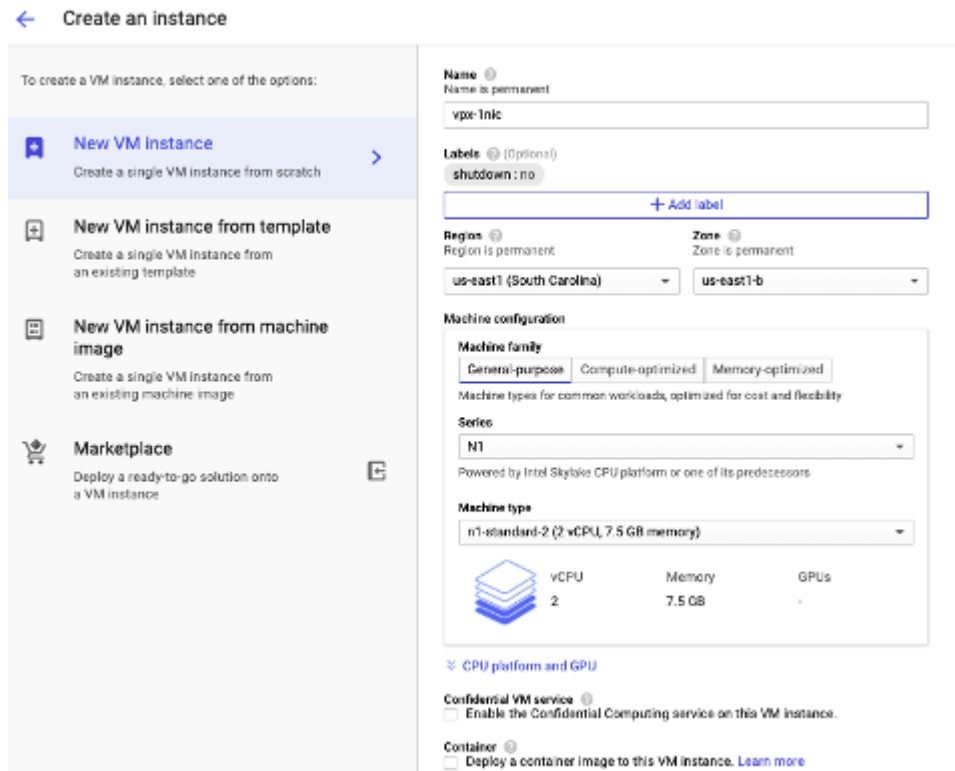 Create an instance
To create a VM instance, select one of the options:
New VM Instance
Create a single VM instance from scratch
New VM instance from template
Create a single VM instance from
an existing template
New VM instance from machine
image
Create a single VM instance from
an existing machine image
Marketplace
Deploy a ready-to-go solution onto
a VM instance
Name
Name is permanent
vpx-1nic
Labels (Optional)
shutdown : no
+ Add label
Region
Region is permanent
us-east1 (South Carolina)
Zone
Zone is permanent
us-east1-b
Machine configuration
Machine family
General-purpose Compute-optimized Memory-optimized
Machine types for common workloads, optimized for cost and flexibility
Series
N1
Powered by Intel Skylake CPU platform or one of its predecessors
Machine type
n1-standard-2 (2 vCPU, 7.5 GB memory)
vCPU Memory GPUs
2 7.5 GB -
CPU platform and GPU
Confidential VM service
Enable the Confidential Computing service on this VM instance.
Container
Deploy a container image to this VM instance. Learn more